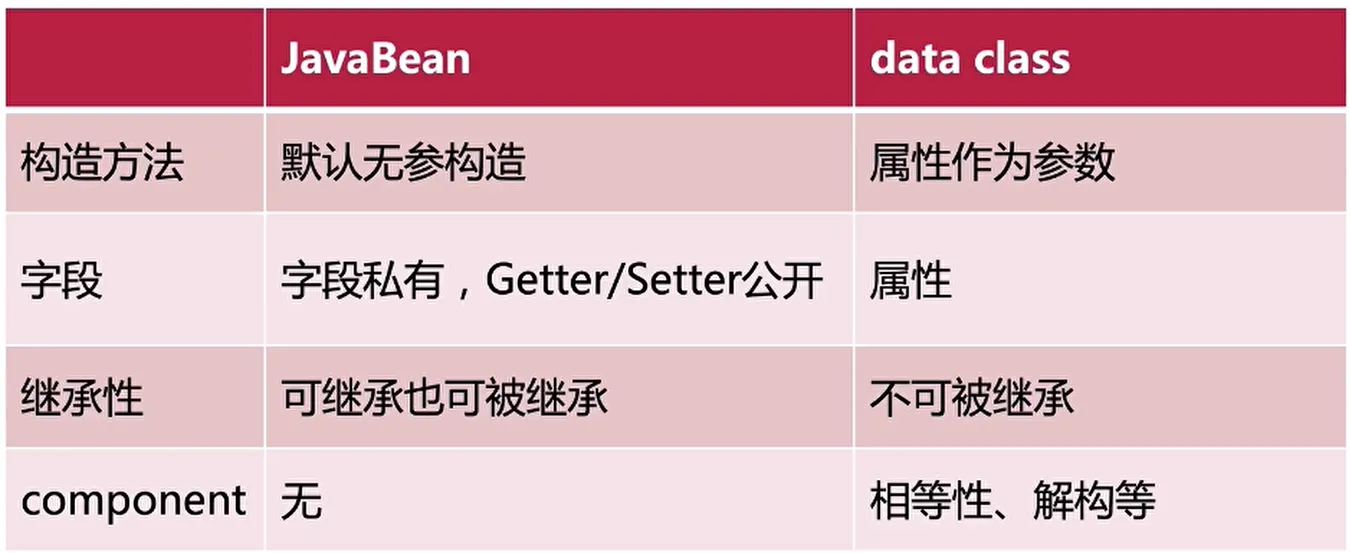 JavaBean data class
构造方法 默认无参构造 属性作为参数
字段 字段私有，Getter/Setter公开 属性
继承性 可继承也可被继承 不可被继承
component 无 相等性、解构等